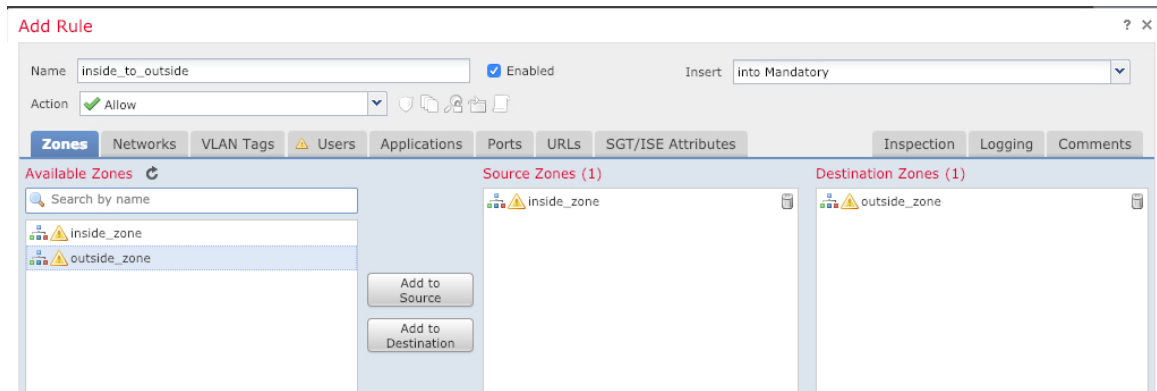 Add Rule
? ×
Name inside_to_outside Enabled Insert into Mandatory
Action Allow
Zones Networks VLAN Tags Users Applications Ports URLs SGT/ISE Attributes Inspection Logging Comments
Available Zones Source Zones (1) Destination Zones (1)
Search by name inside_zone outside_zone
inside_zone
outside_zone
Add to
Source
Add to
Destination